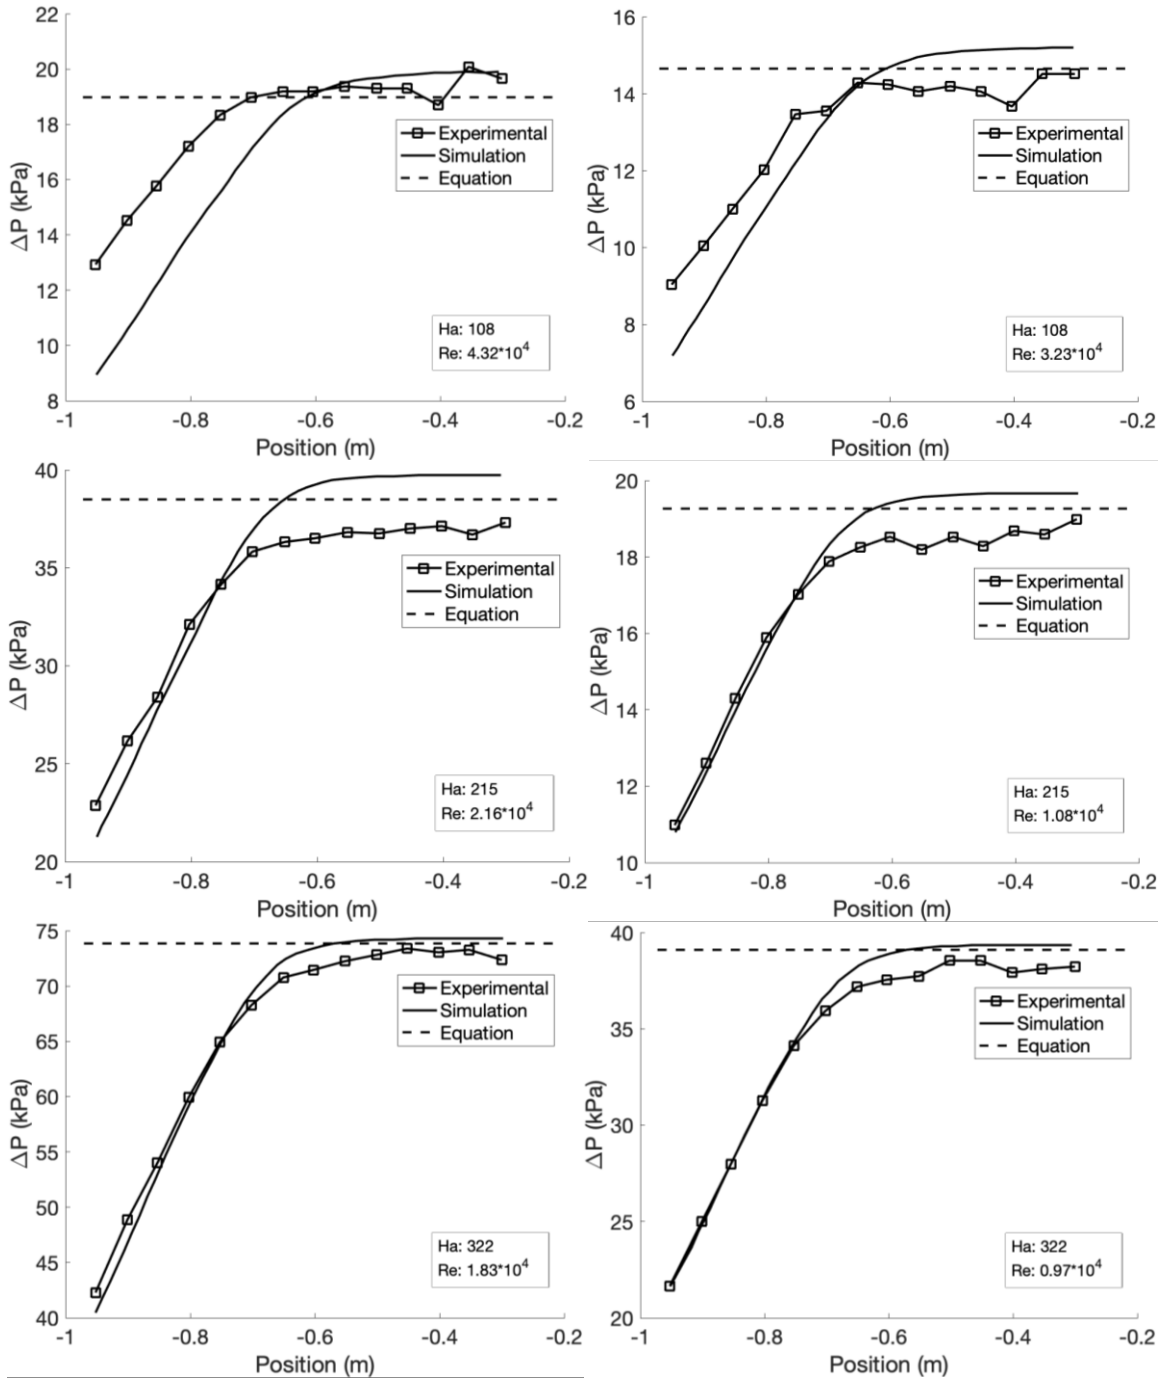 22
20
18
16
14
12
10
8
ΔP (kPa)
Experimental
Simulation
Equation
Ha: 108
Re: 4.32*10^4
-1 -0.8 -0.6 -0.4 -0.2
Position (m)
16
14
12
10
8
6
ΔP (kPa)
Experimental
Simulation
Equation
Ha: 108
Re: 3.23*10^4
-1 -0.8 -0.6 -0.4 -0.2
Position (m)
40
35
30
25
20
ΔP (kPa)
Experimental
Simulation
Equation
Ha: 215
Re: 2.16*10^4
-1 -0.8 -0.6 -0.4 -0.2
Position (m)
20
18
16
14
12
10
ΔP (kPa)
Experimental
Simulation
Equation
Ha: 215
Re: 1.08*10^4
-1 -0.8 -0.6 -0.4 -0.2
Position (m)
75
70
65
60
55
50
45
40
ΔP (kPa)
Experimental
Simulation
Equation
Ha: 322
Re: 1.83*10^4
-1 -0.8 -0.6 -0.4 -0.2
Position (m)
40
35
30
25
20
ΔP (kPa)
Experimental
Simulation
Equation
Ha: 322
Re: 0.97*10^4
-1 -0.8 -0.6 -0.4 -0.2
Position (m)